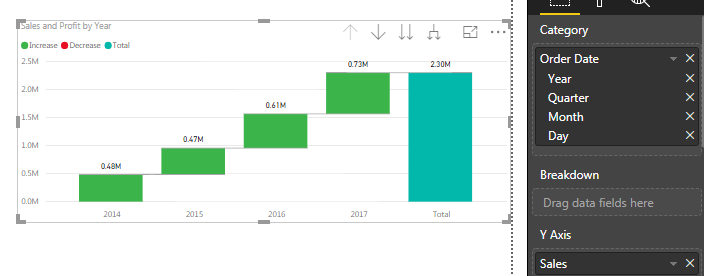 Sales and Profit by Year
Increase Decrease Total
2.5M
2.0M
1.5M
1.0M
0.5M
0.0M
0.48M
0.47M
0.61M
0.73M
2.30M
2014 2015 2016 2017 Total
Category
Order Date
Year
Quarter
Month
Day
Breakdown
Drag data fields here
Y Axis
Sales